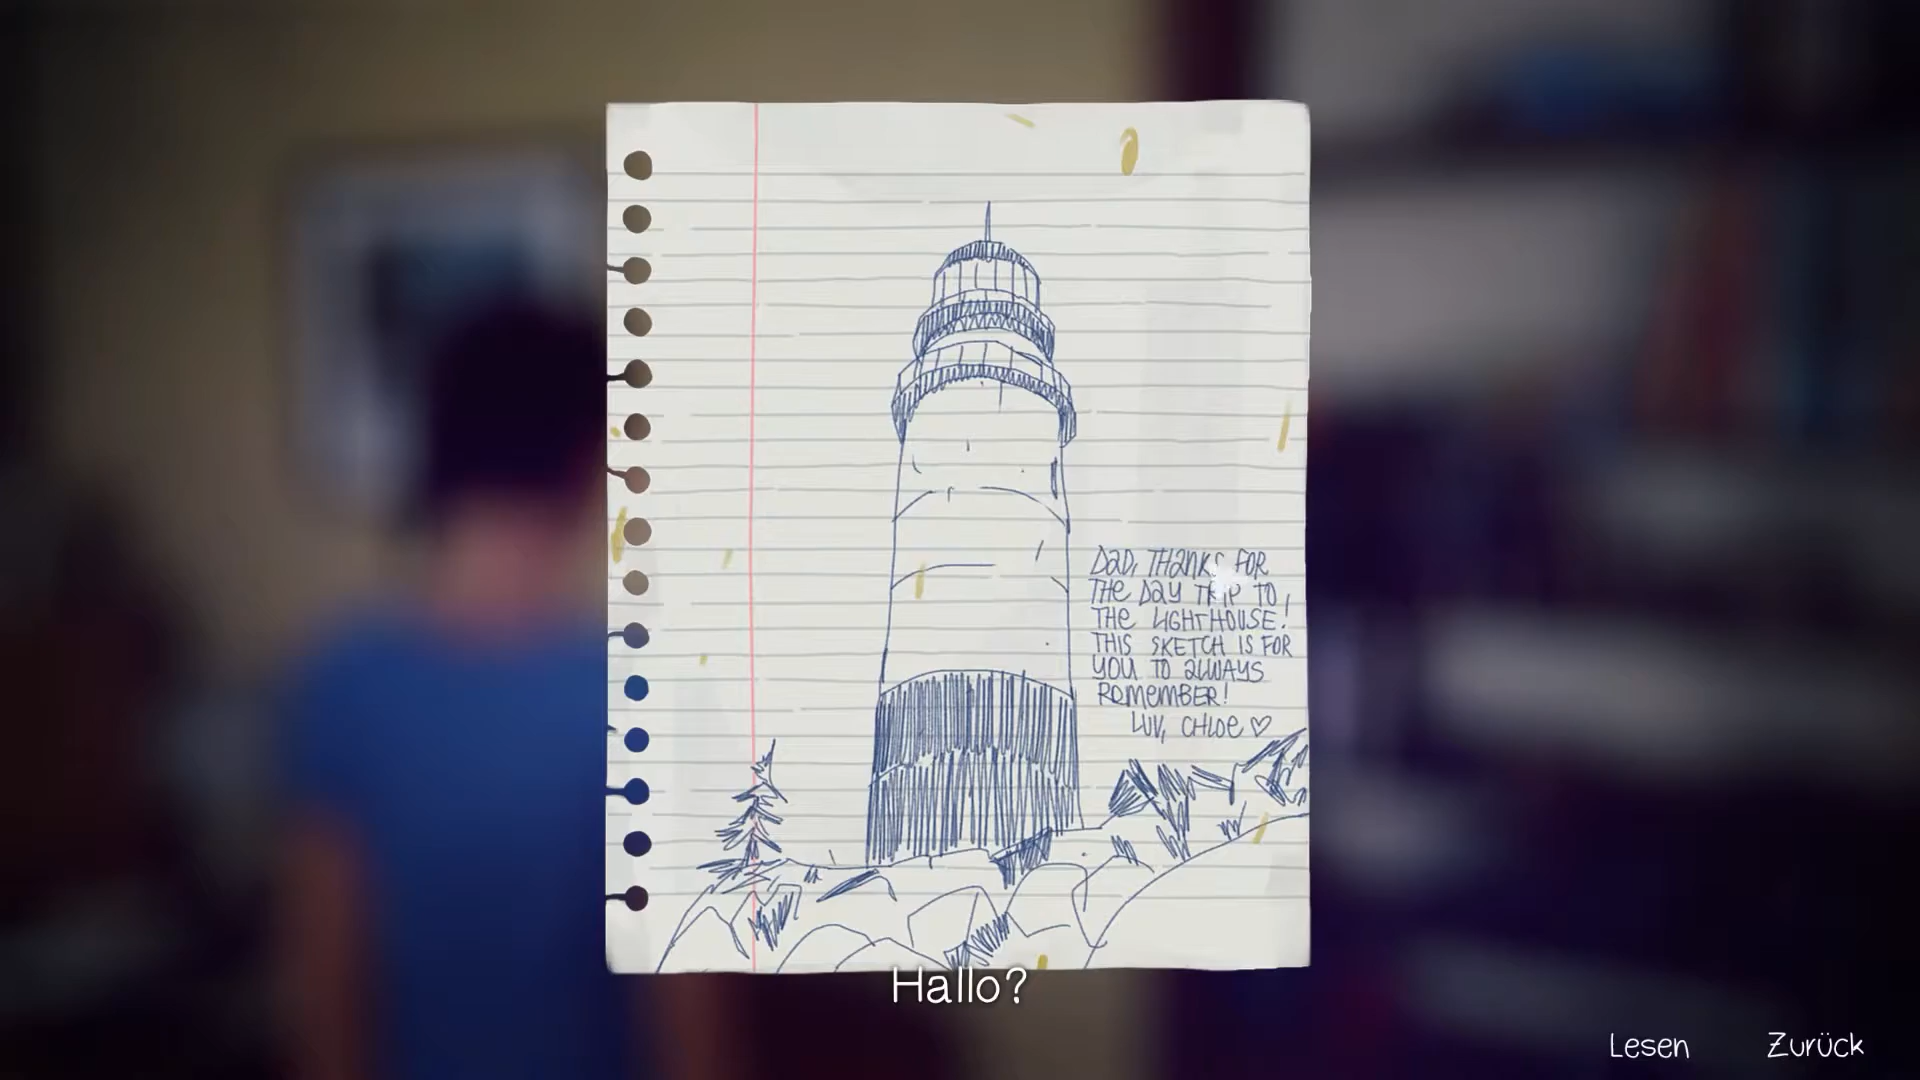 DAD, THANKS FOR
THE DAY TRIP TO
THE LIGHTHOUSE!
THIS SKETCH IS FOR
YOU TO ALWAYS
REMEMBER!
LUV, CHLOE ♡
Hallo?
Lesen Zurück